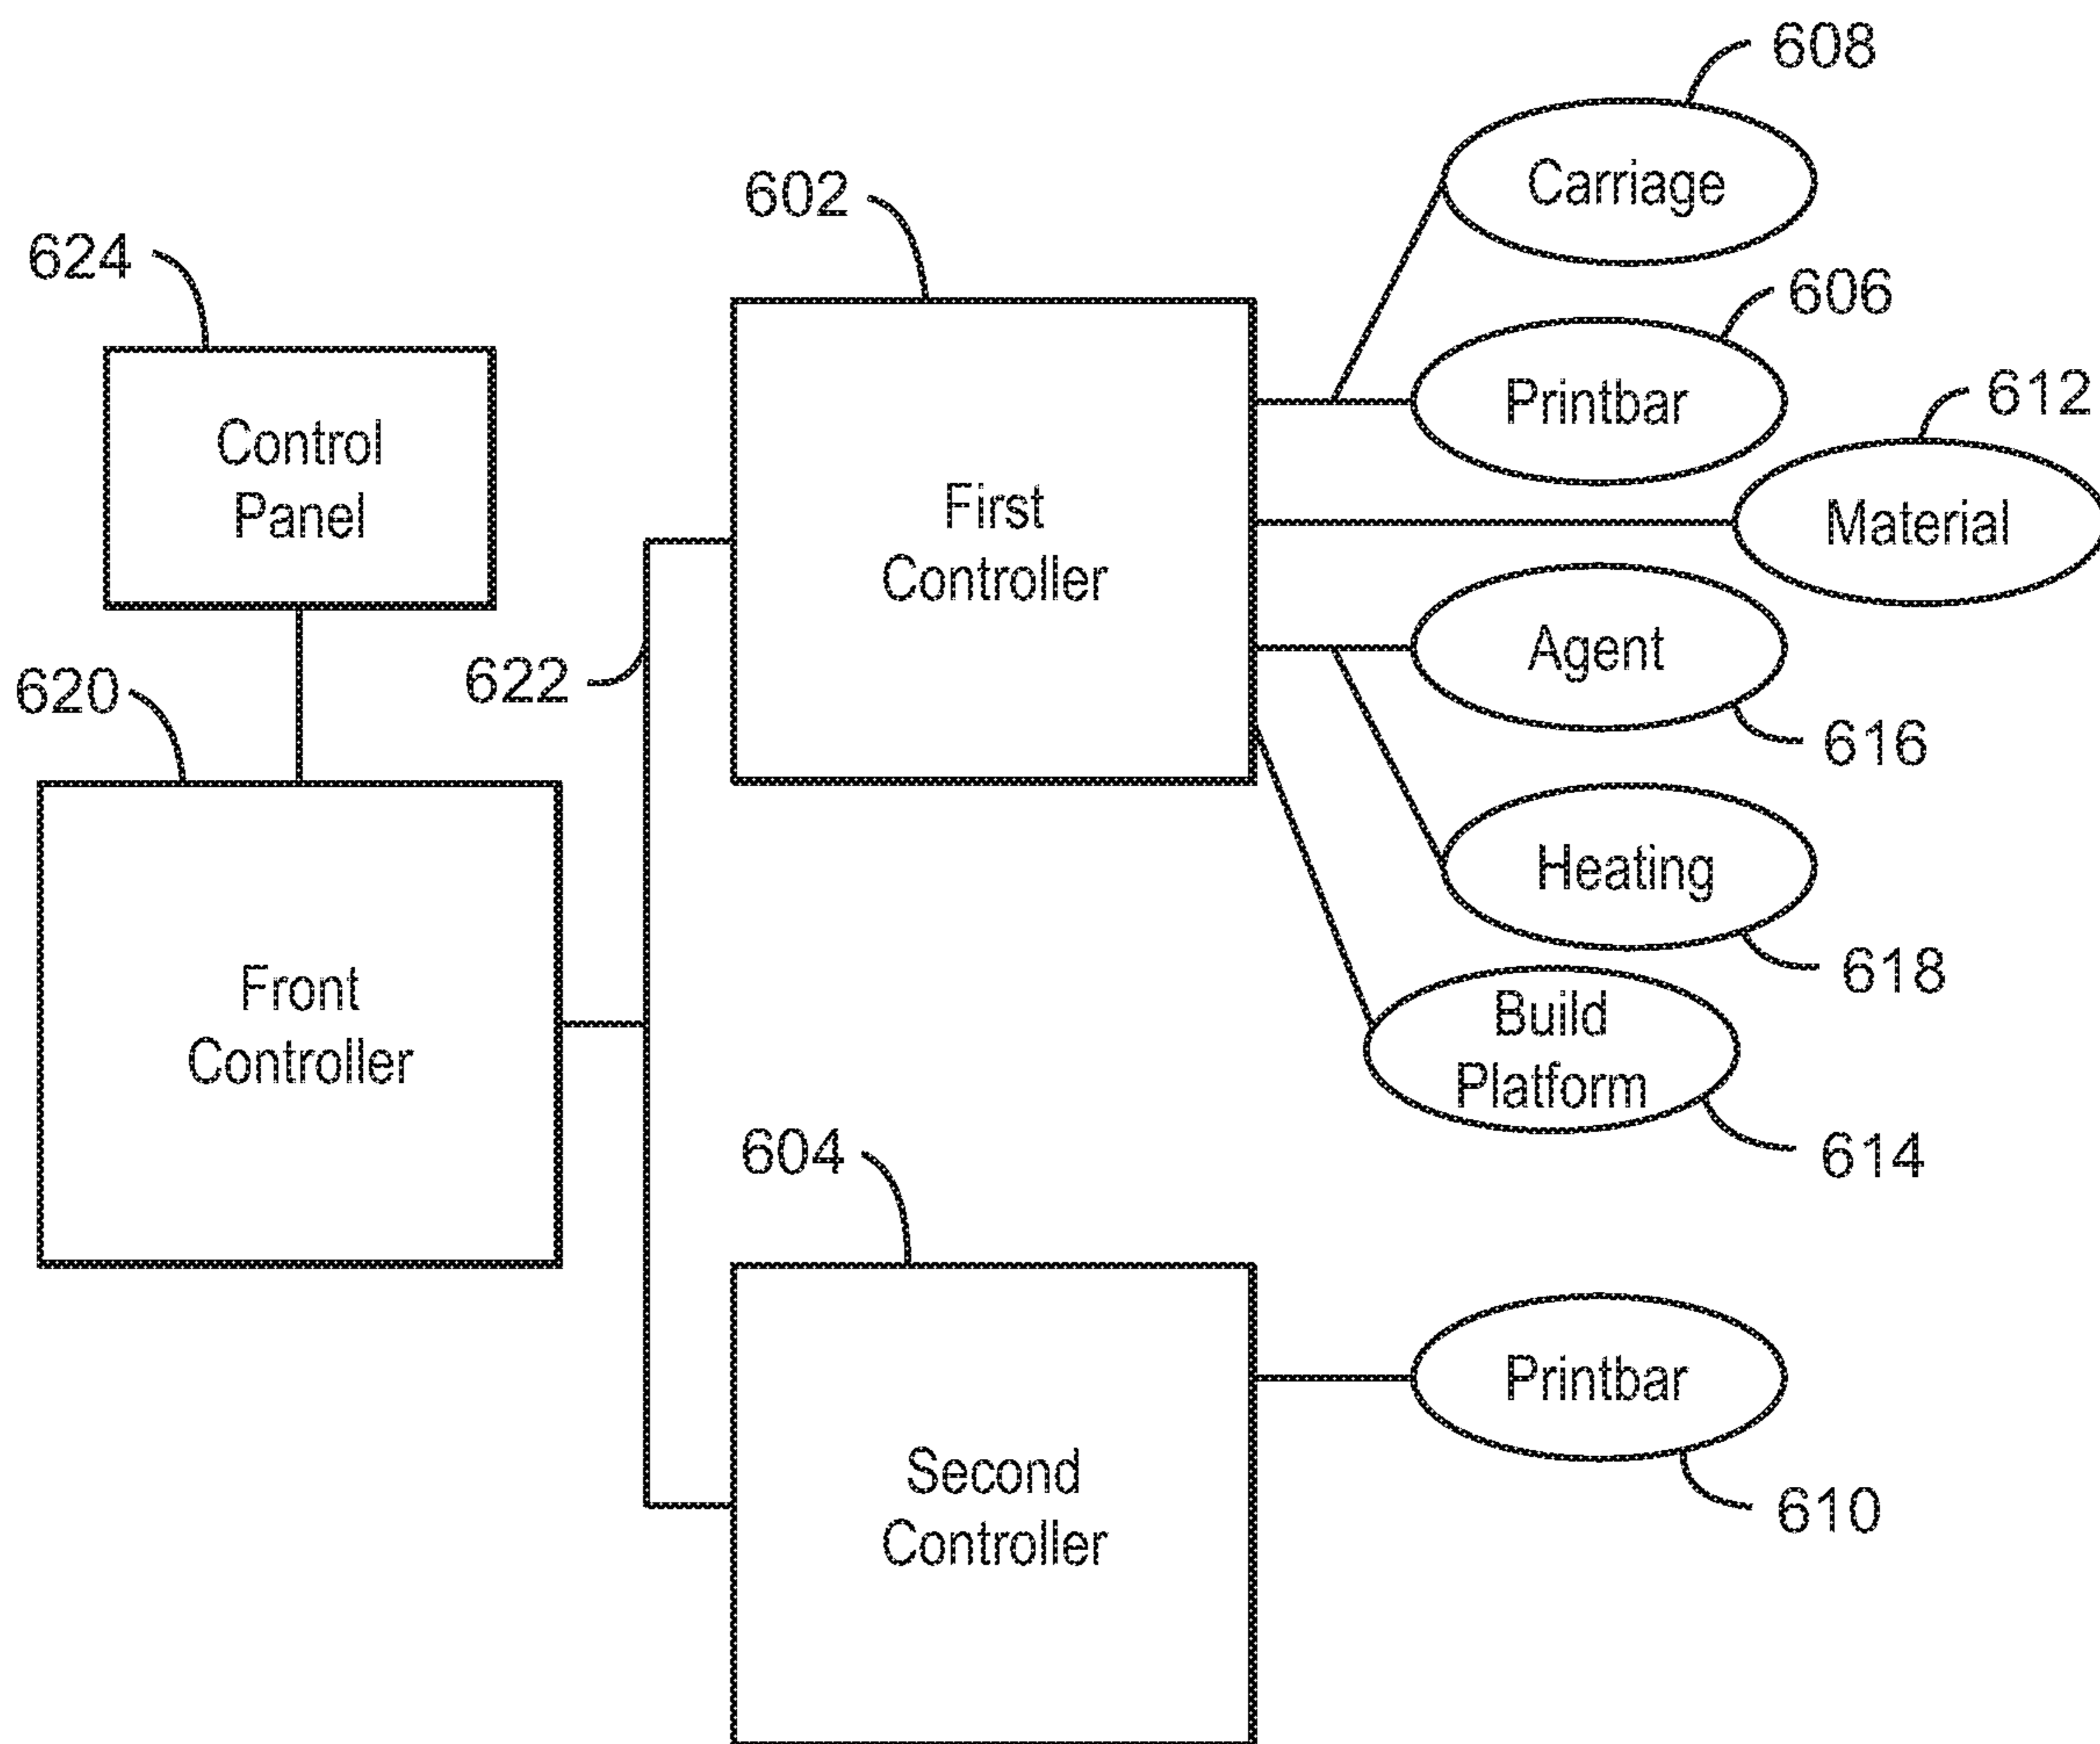 608
Carriage
602
606
624
Printbar
612
Control
Panel
First
Controller
Material
622
Agent
616
620
Heating
618
Front
Controller
Build
Platform
614
604
Printbar
610
Second
Controller